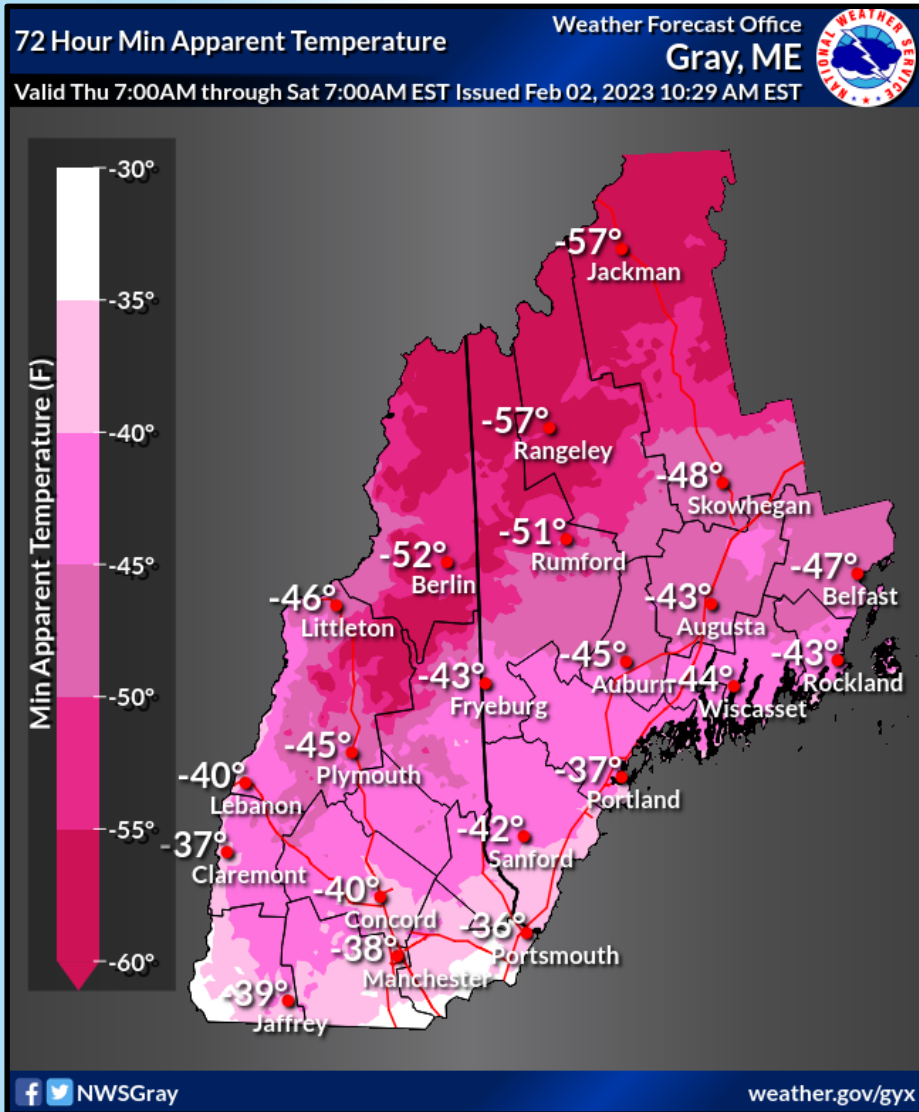 72 Hour Min Apparent Temperature
Weather Forecast Office
Gray, ME
Valid Thu 7:00AM through Sat 7:00AM EST Issued Feb 02, 2023 10:29 AM EST
NATIONAL WEATHER SERVICE
Min Apparent Temperature (F)
-30°
-35°
-40°
-45°
-50°
-55°
-60°
-57°
Jackman
-57°
Rangeley
-48°
Skowhegan
-51°
Rumford
-52°
Berlin
-47°
Belfast
-46°
Littleton
-43°
Augusta
-45°
Auburn
-44°
Wiscasset
-43°
Rockland
-43°
Fryeburg
-45°
Plymouth
-40°
Lebanon
-37°
Portland
-37°
Claremont
-42°
Sanford
-40°
Concord
-36°
Portsmouth
-38°
Manchester
-39°
Jaffrey
NWSGray
weather.gov/gyx